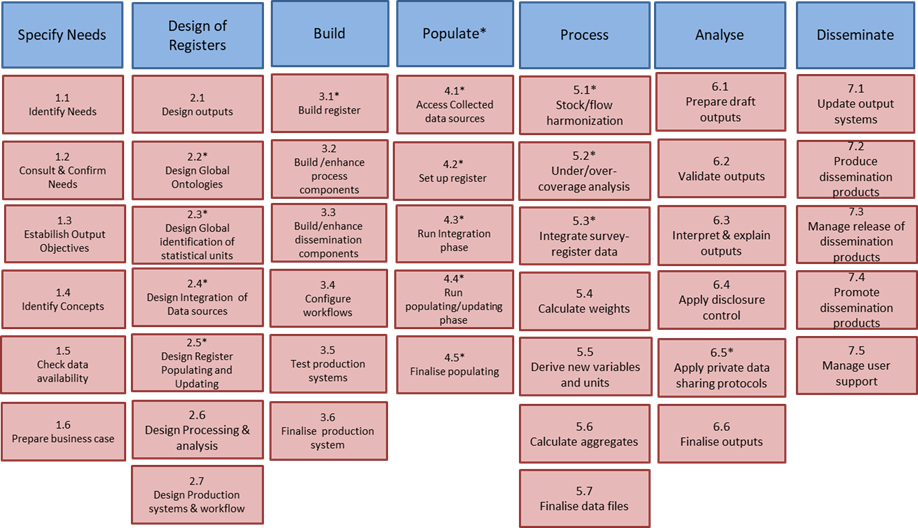 Specify Needs
1.1
Identify Needs
1.2
Consult & Confirm
Needs
1.3
Estabilish Output
Objectives
1.4
Identify Concepts
1.5
Check data
availability
1.6
Prepare business case
Design of
Registers
2.1
Design outputs
2.2*
Design Global
Ontologies
2.3*
Design Global
identification of
statistical units
2.4*
Design Integration of
Data sources
2.5*
Design Register
Populating and
Updating
2.6
Design Processing &
analysis
2.7
Design Production
systems & workflow
Build
3.1*
Build register
3.2
Build /enhance
process
components
3.3
Build/enhance
dissemination
components
3.4
Configure
workflows
3.5
Test production
systems
3.6
Finalise production
system
Populate*
4.1*
Access Collected
data sources
4.2*
Set up register
4.3*
Run Integration
phase
4.4*
Run
populating/updating
phase
4.5*
Finalise populating
Process
5.1*
Stock/flow
harmonization
5.2*
Under/over-
coverage analysis
5.3*
Integrate survey-
register data
5.4
Calculate weights
5.5
Derive new variables
and units
5.6
Calculate aggregates
5.7
Finalise data files
Analyse
6.1
Prepare draft
outputs
6.2
Validate outputs
6.3
Interpret & explain
outputs
6.4
Apply disclosure
control
6.5*
Apply private data
sharing protocols
6.6
Finalise outputs
Disseminate
7.1
Update output
systems
7.2
Produce
dissemination
products
7.3
Manage release of
dissemination
products
7.4
Promote
dissemination
products
7.5
Manage user
support